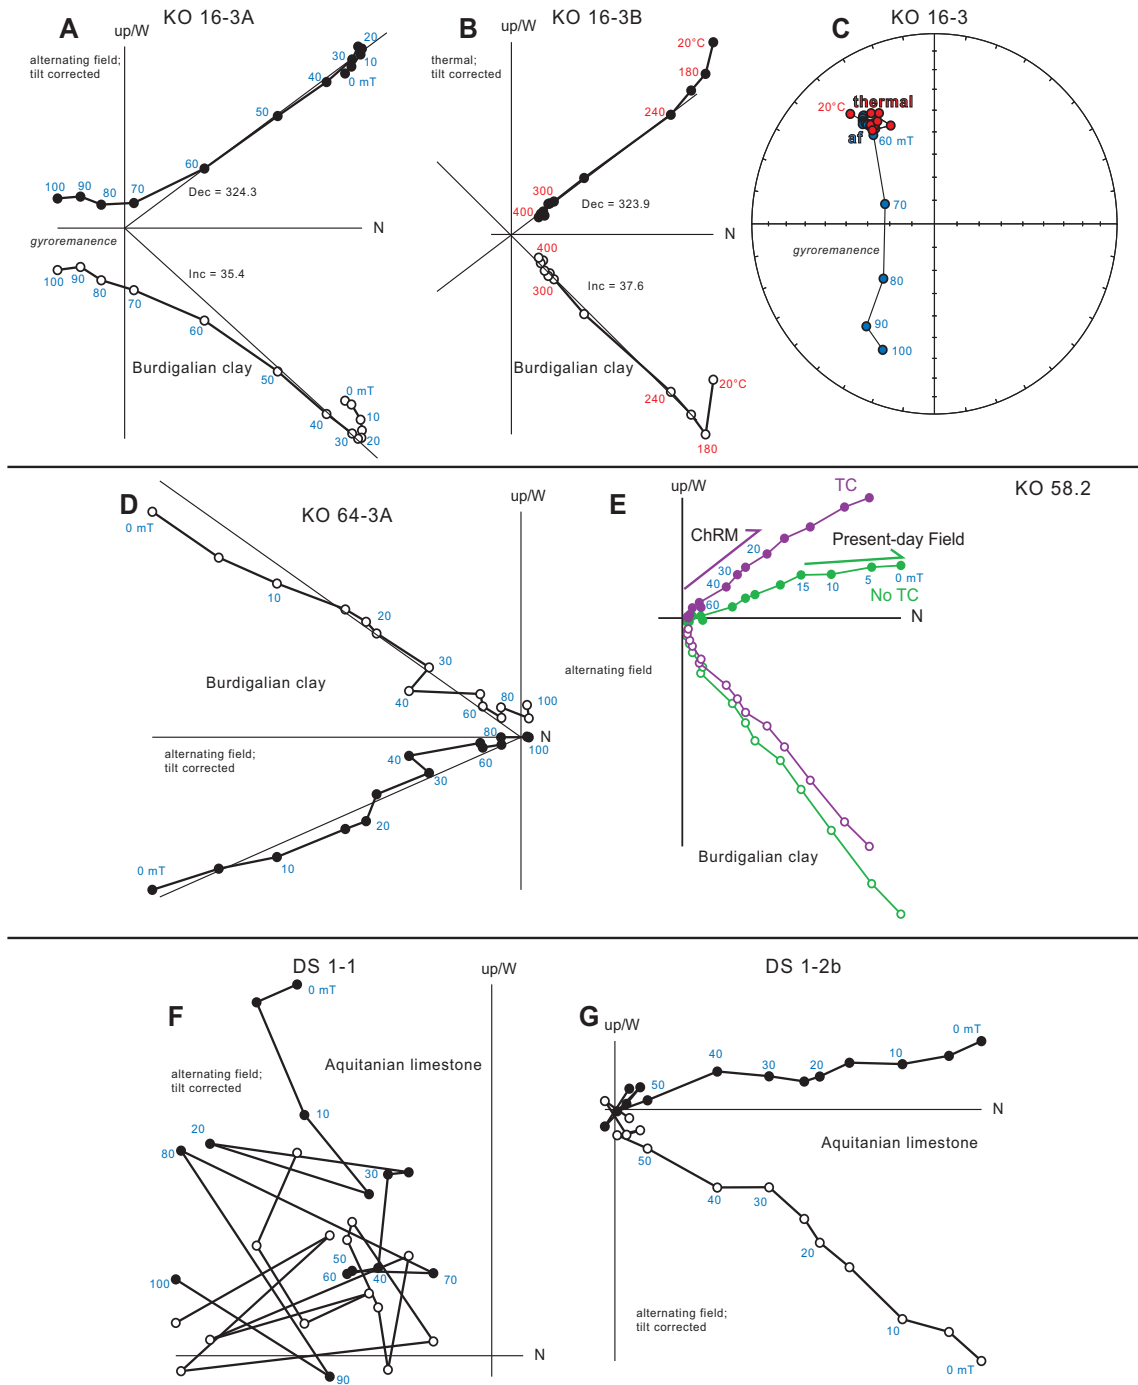 A
KO 16-3A
up/W
alternating field;
tilt corrected
20
30
10
40
0 mT
50
60
Dec = 324.3
100
90
80
70
N
gyroremanence
Inc = 35.4
100
90
80
70
60
50
0 mT
10
40
30
20
Burdigalian clay
B
KO 16-3B
up/W
thermal;
tilt corrected
20°C
180
240
300
Dec = 323.9
400
N
400
300
Inc = 37.6
240
20°C
180
Burdigalian clay
C
KO 16-3
20°C
thermal
af
60 mT
70
gyroremanence
80
90
100
D
KO 64-3A
up/W
0 mT
10
20
30
Burdigalian clay
40
60
80
100
N
alternating field;
tilt corrected
80
100
60
40
30
20
10
0 mT
E
KO 58.2
up/W
TC
ChRM
20
30
40
60
Present-day Field
15
10
5
0 mT
No TC
N
alternating field
Burdigalian clay
F
DS 1-1
up/W
0 mT
alternating field;
tilt corrected
Aquitanian limestone
10
20
80
30
50
60
40
70
100
N
90
G
DS 1-2b
up/W
0 mT
10
20
30
40
50
N
Aquitanian limestone
50
40
30
20
10
0 mT
alternating field;
tilt corrected